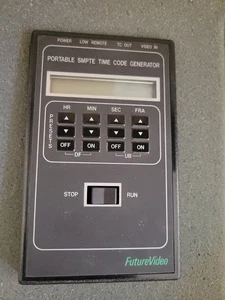 POWER LOW REMOTE TC OUT VIDEO IN
PORTABLE SMPTE TIME CODE GENERATOR
HR MIN SEC FRA
PRESETS
OFF ON OFF ON
DF UB
STOP RUN
FutureVideo